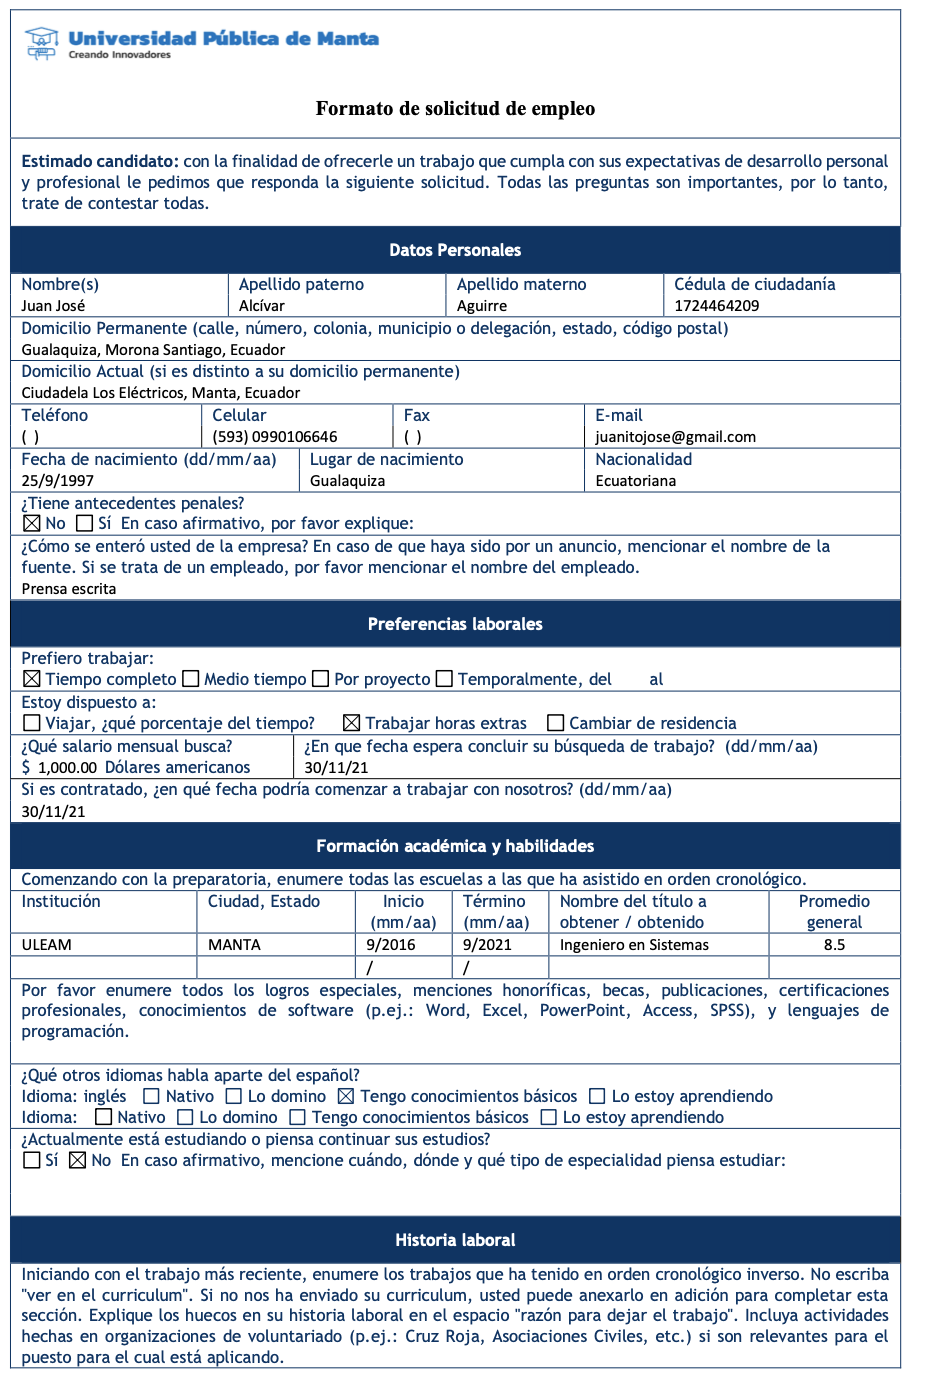 Universidad Pública de Manta
Creando Innovadores
Formato de solicitud de empleo
Estimado candidato: con la finalidad de ofrecerle un trabajo que cumpla con sus expectativas de desarrollo personal
y profesional le pedimos que responda la siguiente solicitud. Todas las preguntas son importantes, por lo tanto,
trate de contestar todas.
Datos Personales
Nombre(s) Apellido paterno Apellido materno Cédula de ciudadanía
Juan José Alcívar Aguirre 1724464209
Domicilio Permanente (calle, número, colonia, municipio o delegación, estado, código postal)
Gualaquiza, Morona Santiago, Ecuador
Domicilio Actual (si es distinto a su domicilio permanente)
Ciudadela Los Eléctricos, Manta, Ecuador
Teléfono Celular Fax E-mail
( ) (593) 0990106646 ( ) juanitojose@gmail.com
Fecha de nacimiento (dd/mm/aa) Lugar de nacimiento Nacionalidad
25/9/1997 Gualaquiza Ecuatoriana
¿Tiene antecedentes penales?
☒ No ☐ Sí En caso afirmativo, por favor explique:
¿Cómo se enteró usted de la empresa? En caso de que haya sido por un anuncio, mencionar el nombre de la
fuente. Si se trata de un empleado, por favor mencionar el nombre del empleado.
Prensa escrita
Preferencias laborales
Prefiero trabajar:
☒ Tiempo completo ☐ Medio tiempo ☐ Por proyecto ☐ Temporalmente, del al
Estoy dispuesto a:
☐ Viajar, ¿qué porcentaje del tiempo? ☒ Trabajar horas extras ☐ Cambiar de residencia
¿Qué salario mensual busca? ¿En que fecha espera concluir su búsqueda de trabajo? (dd/mm/aa)
$ 1,000.00 Dólares americanos 30/11/21
Si es contratado, ¿en qué fecha podría comenzar a trabajar con nosotros? (dd/mm/aa)
30/11/21
Formación académica y habilidades
Comenzando con la preparatoria, enumere todas las escuelas a las que ha asistido en orden cronológico.
Institución Ciudad, Estado Inicio Término Nombre del título a Promedio
(mm/aa) (mm/aa) obtener / obtenido general
ULEAM MANTA 9/2016 9/2021 Ingeniero en Sistemas 8.5
/ /
Por favor enumere todos los logros especiales, menciones honoríficas, becas, publicaciones, certificaciones
profesionales, conocimientos de software (p.ej.: Word, Excel, PowerPoint, Access, SPSS), y lenguajes de
programación.
¿Qué otros idiomas habla aparte del español?
Idioma: inglés ☐ Nativo ☐ Lo domino ☒ Tengo conocimientos básicos ☐ Lo estoy aprendiendo
Idioma: ☐ Nativo ☐ Lo domino ☐ Tengo conocimientos básicos ☐ Lo estoy aprendiendo
¿Actualmente está estudiando o piensa continuar sus estudios?
☐ Sí ☒ No En caso afirmativo, mencione cuándo, dónde y qué tipo de especialidad piensa estudiar:
Historia laboral
Iniciando con el trabajo más reciente, enumere los trabajos que ha tenido en orden cronológico inverso. No escriba
"ver en el curriculum". Si no nos ha enviado su curriculum, usted puede anexarlo en adición para completar esta
sección. Explique los huecos en su historia laboral en el espacio "razón para dejar el trabajo". Incluya actividades
hechas en organizaciones de voluntariado (p.ej.: Cruz Roja, Asociaciones Civiles, etc.) si son relevantes para el
puesto para el cual está aplicando.